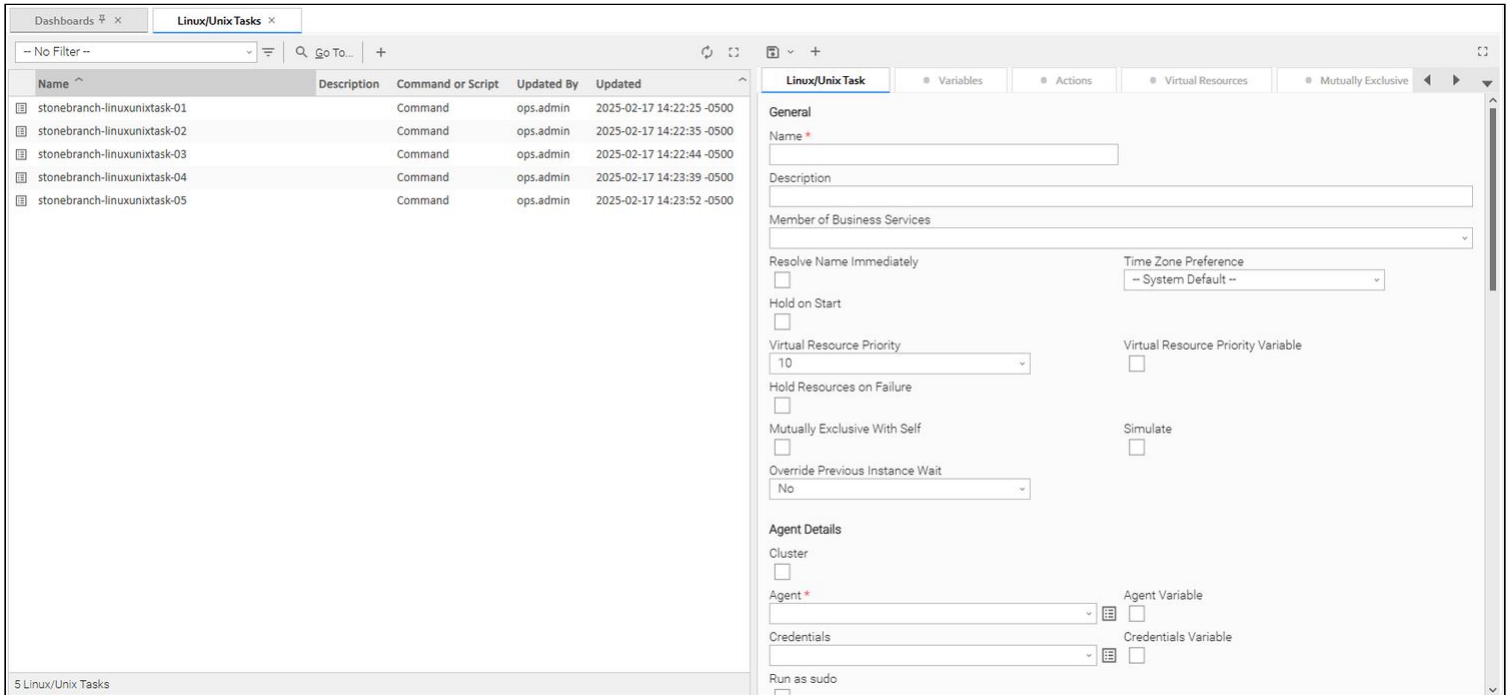 Dashboards
Linux/Unix Tasks
-- No Filter --
Go To...
Name Description Command or Script Updated By Updated
stonebranch-linuxunixtask-01 Command ops.admin 2025-02-17 14:22:25 -0500
stonebranch-linuxunixtask-02 Command ops.admin 2025-02-17 14:22:35 -0500
stonebranch-linuxunixtask-03 Command ops.admin 2025-02-17 14:22:44 -0500
stonebranch-linuxunixtask-04 Command ops.admin 2025-02-17 14:23:39 -0500
stonebranch-linuxunixtask-05 Command ops.admin 2025-02-17 14:23:52 -0500
5 Linux/Unix Tasks
Linux/Unix Task Variables Actions Virtual Resources Mutually Exclusive
General
Name *
Description
Member of Business Services
Resolve Name Immediately Time Zone Preference
-- System Default --
Hold on Start
Virtual Resource Priority Virtual Resource Priority Variable
10
Hold Resources on Failure
Mutually Exclusive With Self Simulate
Override Previous Instance Wait
No
Agent Details
Cluster
Agent * Agent Variable
Credentials Credentials Variable
Run as sudo